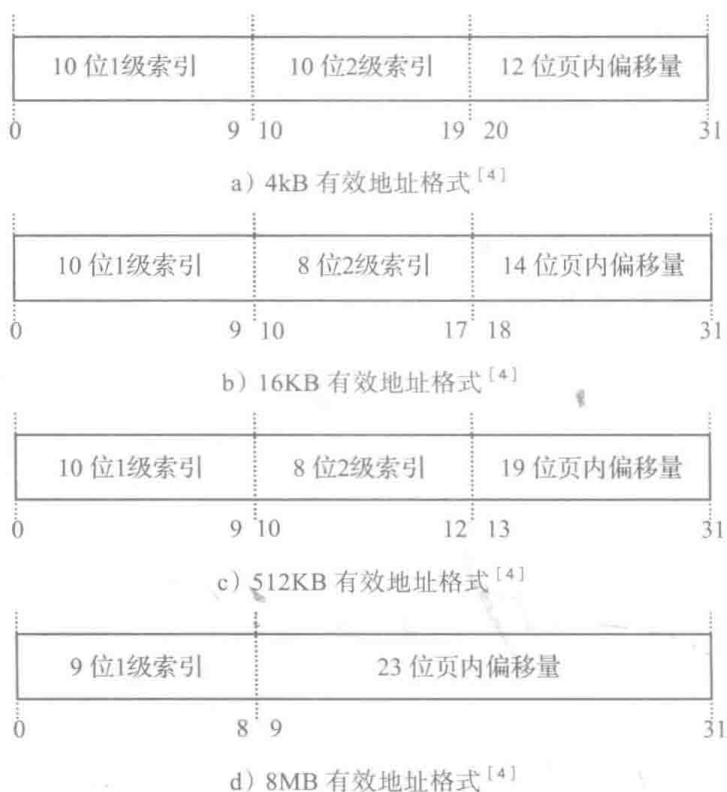 10 位1级索引 10 位2级索引 12 位页内偏移量
0 9 10 19 20 31
a）4kB 有效地址格式[4]
10 位1级索引 8 位2级索引 14 位页内偏移量
0 9 10 17 18 31
b）16KB 有效地址格式[4]
10 位1级索引 8 位2级索引 19 位页内偏移量
0 9 10 12 13 31
c）512KB 有效地址格式[4]
9 位1级索引 23 位页内偏移量
0 8 9 31
d）8MB 有效地址格式[4]